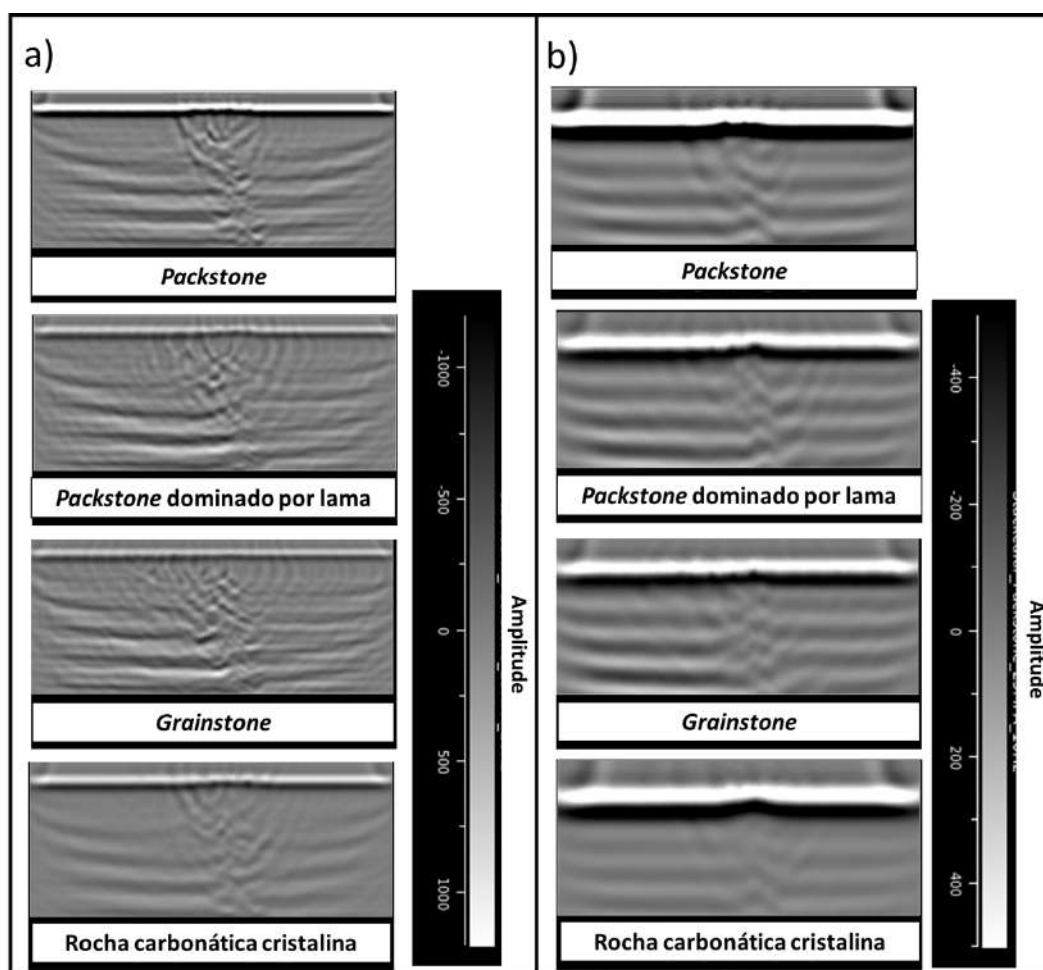 a)
Packstone
Packstone dominado por lama
Grainstone
Rocha carbonática cristalina
-1000
-500
0
500
1000
Amplitude
b)
Packstone
Packstone dominado por lama
Grainstone
Rocha carbonática cristalina
-400
-200
0
200
400
Amplitude